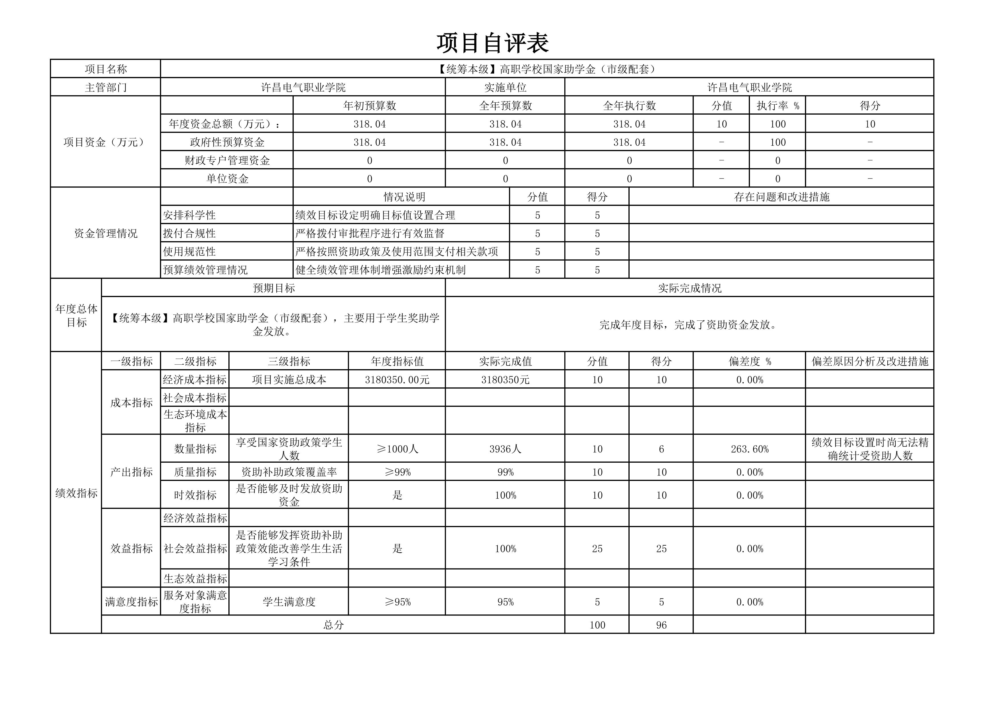 项目自评表
项目名称 【统筹本级】高职学校国家助学金（市级配套）
主管部门 许昌电气职业学院 实施单位 许昌电气职业学院
项目资金（万元） 年初预算数 全年预算数 全年执行数 分值 执行率 % 得分
年度资金总额（万元）： 318.04 318.04 318.04 10 100 10
政府性预算资金 318.04 318.04 318.04 - 100 -
财政专户管理资金 0 0 0 - 0 -
单位资金 0 0 0 - 0 -
资金管理情况 情况说明 分值 得分 存在问题和改进措施
安排科学性 绩效目标设定明确目标值设置合理 5 5
拨付合规性 严格拨付审批程序进行有效监督 5 5
使用规范性 严格按照资助政策及使用范围支付相关款项 5 5
预算绩效管理情况 健全绩效管理体制增强激励约束机制 5 5
年度总体
目标
预期目标 实际完成情况
【统筹本级】高职学校国家助学金（市级配套），主要用于学生奖助学
金发放。
完成年度目标，完成了资助资金发放。
绩效指标
一级指标 二级指标 三级指标 年度指标值 实际完成值 分值 得分 偏差度 % 偏差原因分析及改进措施
成本指标
经济成本指标 项目实施总成本 3180350.00元 3180350元 10 10 0.00%
社会成本指标
生态环境成本
指标
产出指标
数量指标
享受国家资助政策学生
人数
≥1000人 3936人 10 6 263.60%
绩效目标设置时尚无法精
确统计受资助人数
质量指标 资助补助政策覆盖率 ≥99% 99% 10 10 0.00%
时效指标
是否能够及时发放资助
资金
是 100% 10 10 0.00%
效益指标
经济效益指标
社会效益指标
是否能够发挥资助补助
政策效能改善学生生活
学习条件
是 100% 25 25 0.00%
生态效益指标
满意度指标
服务对象满意
度指标
学生满意度 ≥95% 95% 5 5 0.00%
总分 100 96